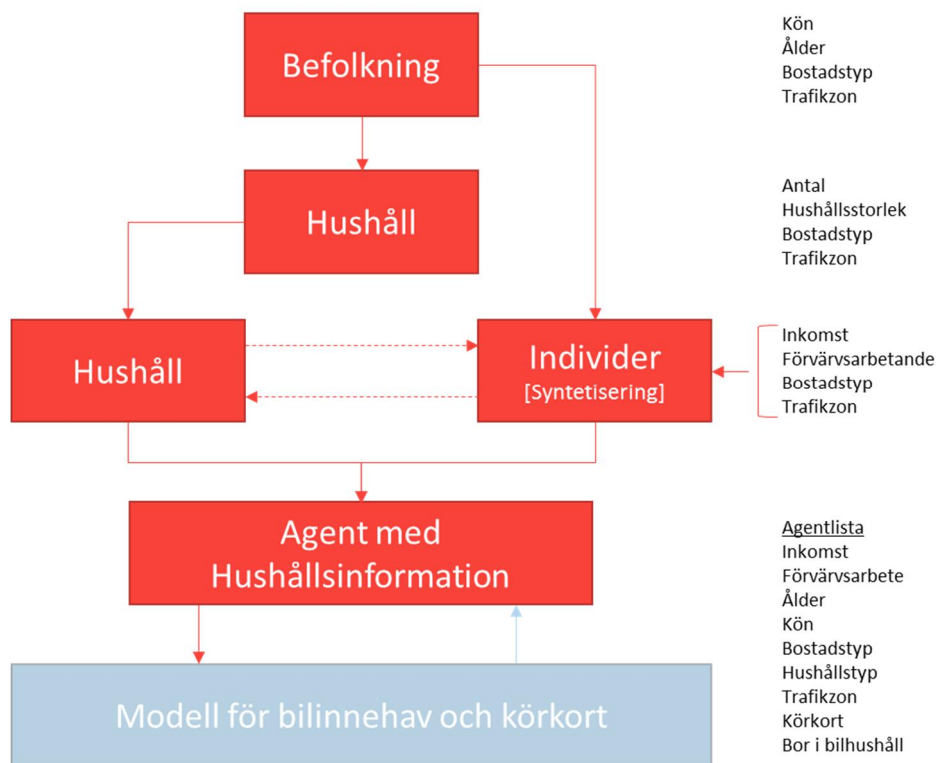 Befolkning
Kön
Ålder
Bostadstyp
Trafikzon
Hushåll
Antal
Hushållsstorlek
Bostadstyp
Trafikzon
Hushåll
Individer
[Syntetisering]
Inkomst
Förvärvsarbetande
Bostadstyp
Trafikzon
Agent med
Hushållsinformation
Agentlista
Inkomst
Förvärvsarbete
Ålder
Kön
Bostadstyp
Hushållstyp
Trafikzon
Körkort
Bor i bilhushåll
Modell för bilinnehav och körkort